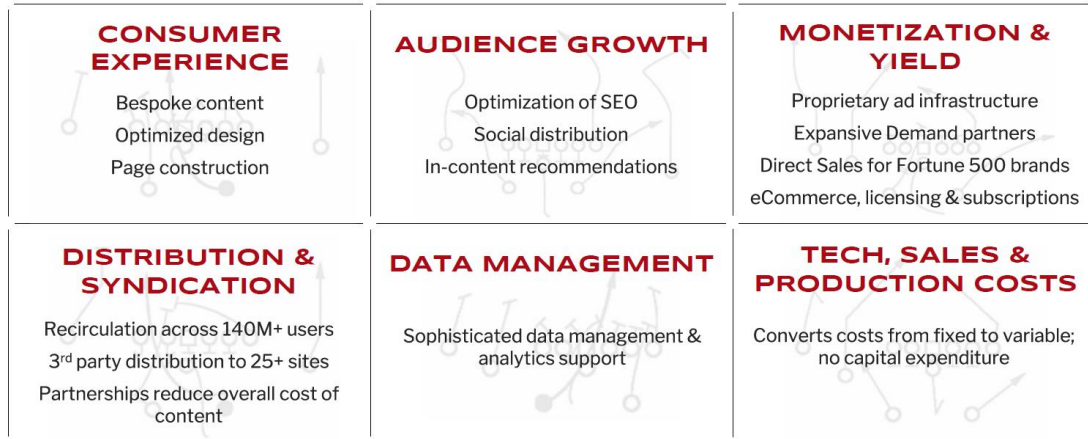 CONSUMER
EXPERIENCE
Bespoke content
Optimized design
Page construction
AUDIENCE GROWTH
Optimization of SEO
Social distribution
In-content recommendations
MONETIZATION &
YIELD
Proprietary ad infrastructure
Expansive Demand partners
Direct Sales for Fortune 500 brands
eCommerce, licensing & subscriptions
DISTRIBUTION &
SYNDICATION
Recirculation across 140M+ users
3rd party distribution to 25+ sites
Partnerships reduce overall cost of
content
DATA MANAGEMENT
Sophisticated data management &
analytics support
TECH, SALES &
PRODUCTION COSTS
Converts costs from fixed to variable;
no capital expenditure